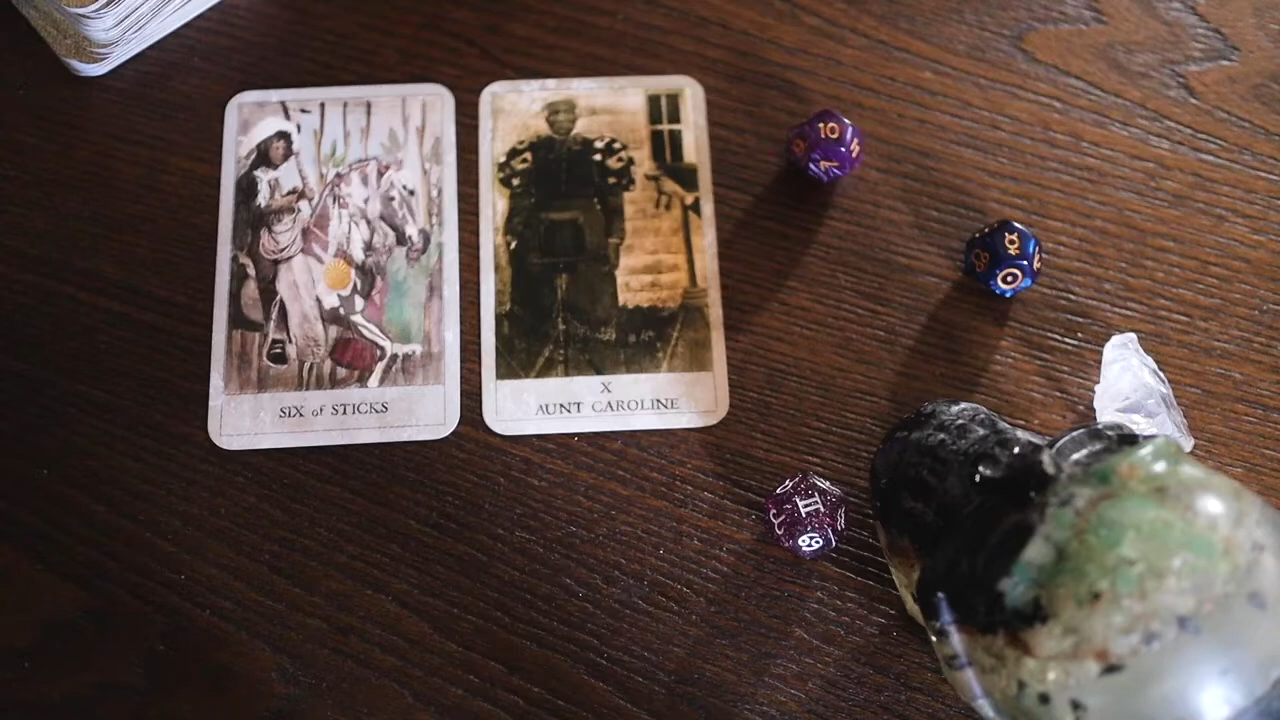 SIX of STICKS
X
AUNT CAROLINE
10
♊
♋